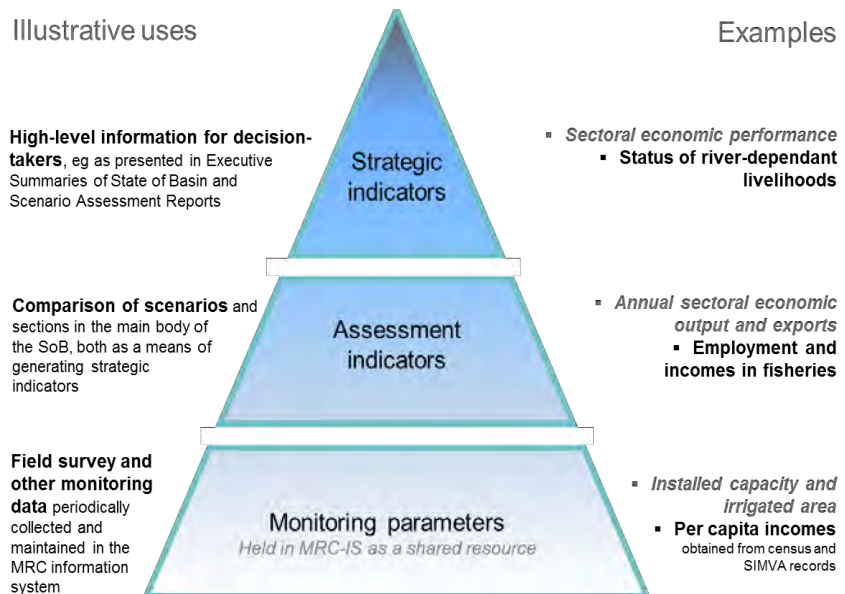 Illustrative uses
Examples
High-level information for decision-
takers, eg as presented in Executive
Summaries of State of Basin and
Scenario Assessment Reports
Strategic
indicators
▪ Sectoral economic performance
▪ Status of river-dependant
livelihoods
Comparison of scenarios and
sections in the main body of
the SoB, both as a means of
generating strategic
indicators
Assessment
indicators
▪ Annual sectoral economic
output and exports
▪ Employment and
incomes in fisheries
Field survey and
other monitoring
data periodically
collected and
maintained in the
MRC information
system
Monitoring parameters
Held in MRC-IS as a shared resource
▪ Installed capacity and
irrigated area
▪ Per capita incomes
obtained from census and
SIMVA records